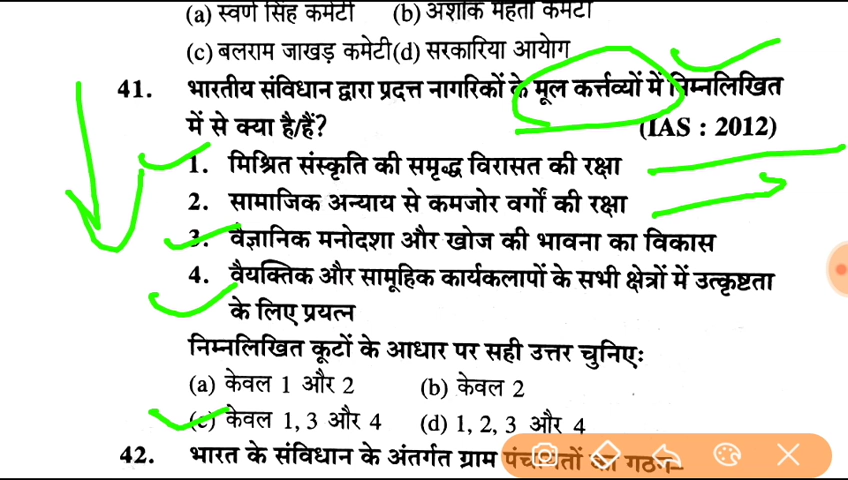 (a) स्वर्ण सिंह कमेटी (b) अशोक मेहता कमेटी
(c) बलराम जाखड़ कमेटी(d) सरकारिया आयोग
41. भारतीय संविधान द्वारा प्रदत्त नागरिकों के मूल कर्त्तव्यों में निम्नलिखित
में से क्या है/हैं? (IAS : 2012)
1. मिश्रित संस्कृति की समृद्ध विरासत की रक्षा
2. सामाजिक अन्याय से कमजोर वर्गों की रक्षा
3. वैज्ञानिक मनोदशा और खोज की भावना का विकास
4. वैयक्तिक और सामूहिक कार्यकलापों के सभी क्षेत्रों में उत्कृष्टता
के लिए प्रयत्न
निम्नलिखित कूटों के आधार पर सही उत्तर चुनिए:
(a) केवल 1 और 2 (b) केवल 2
(c) केवल 1, 3 और 4 (d) 1, 2, 3 और 4
42. भारत के संविधान के अंतर्गत ग्राम पंचायतों का गठन